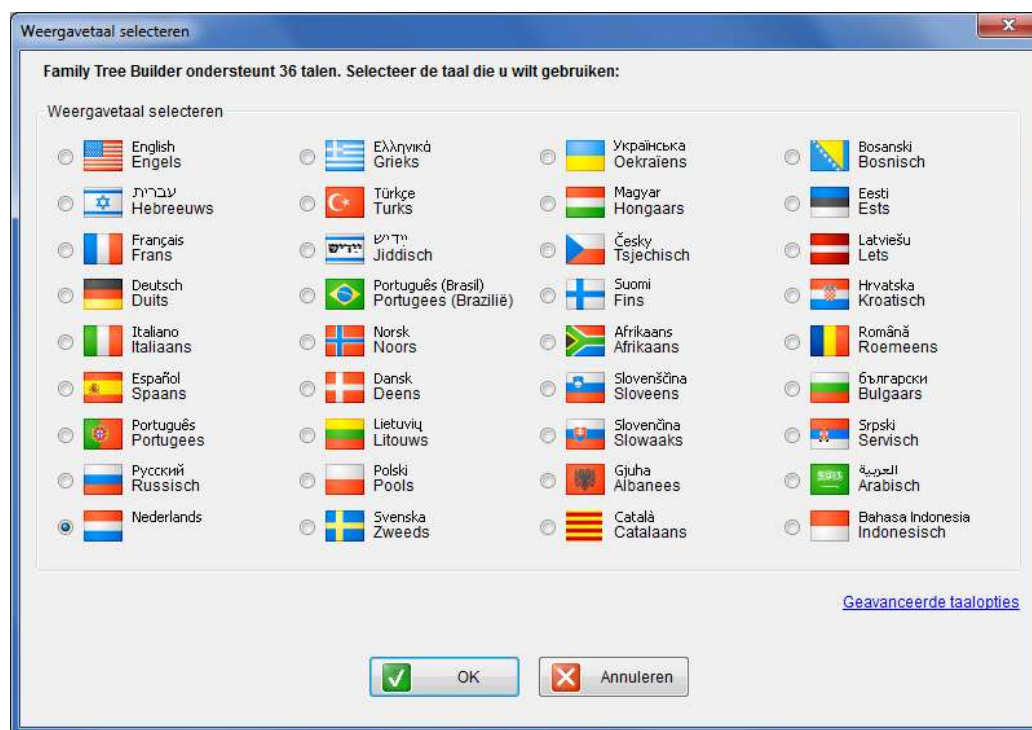 Weergavetaal selecteren
Family Tree Builder ondersteunt 36 talen. Selecteer de taal die u wilt gebruiken:
Weergavetaal selecteren
English
Engels
עברית
Hebreeuws
Français
Frans
Deutsch
Duits
Italiano
Italiaans
Español
Spaans
Português
Portugees
Русский
Russisch
Nederlands
Ελληνικά
Grieks
Türkçe
Turks
ייִדיש
יידיש
Jiddisch
Português (Brasil)
Portugees (Brazilië)
Norsk
Noors
Dansk
Deens
Lietuvių
Litouws
Polski
Pools
Svenska
Zweeds
Українська
Oekraïens
Magyar
Hongaars
Česky
Tsjechisch
Suomi
Fins
Afrikaans
Afrikaans
Slovenščina
Sloveens
Slovenčina
Slowaaks
Gjuha
Albanees
Català
Catalaans
Bosanski
Bosnisch
Eesti
Ests
Latviešu
Lets
Hrvatska
Kroatisch
Română
Roemeens
български
Bulgaars
Srpski
Servisch
العربية
Arabisch
Bahasa Indonesia
Indonesisch
Geavanceerde taalopties
OK
Annuleren